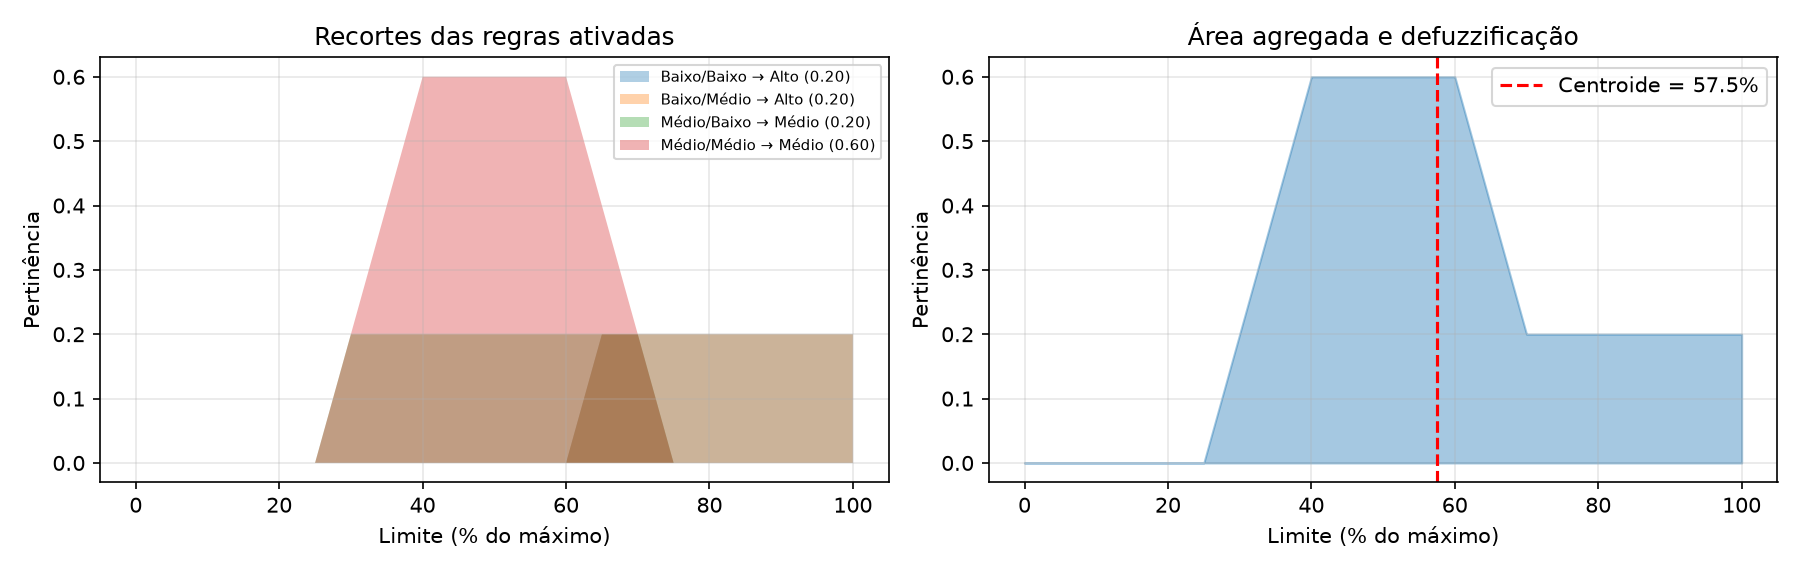 Recortes das regras ativadas
Baixo/Baixo → Alto (0.20)
Baixo/Médio → Alto (0.20)
Médio/Baixo → Médio (0.20)
Médio/Médio → Médio (0.60)
Pertinência
0.6
0.5
0.4
0.3
0.2
0.1
0.0
0 20 40 60 80 100
Limite (% do máximo)
Área agregada e defuzzificação
Centroide = 57.5%
Pertinência
0.6
0.5
0.4
0.3
0.2
0.1
0.0
0 20 40 60 80 100
Limite (% do máximo)